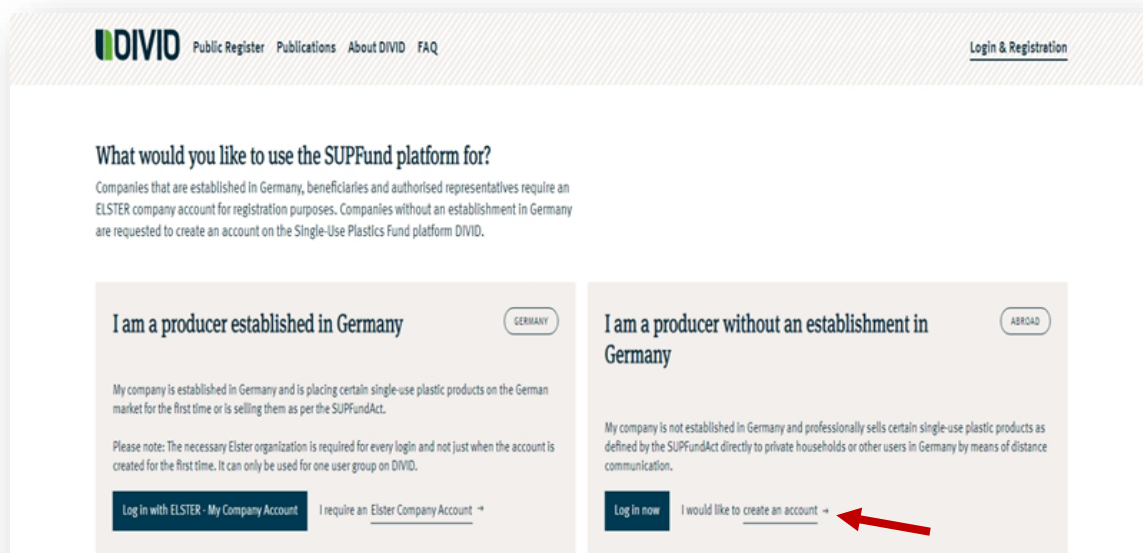 DIVID
Public Register Publications About DIVID FAQ
Login & Registration
What would you like to use the SUPFund platform for?
Companies that are established in Germany, beneficiaries and authorised representatives require an
ELSTER company account for registration purposes. Companies without an establishment in Germany
are requested to create an account on the Single-Use Plastics Fund platform DIVID.
I am a producer established in Germany
GERMANY
My company is established in Germany and is placing certain single-use plastic products on the German
market for the first time or is selling them as per the SUPFundAct.
Please note: The necessary Elster organization is required for every login and not just when the account is
created for the first time. It can only be used for one user group on DIVID.
Log in with ELSTER - My Company Account
I require an Elster Company Account →
I am a producer without an establishment in
Germany
ABROAD
My company is not established in Germany and professionally sells certain single-use plastic products as
defined by the SUPFundAct directly to private households or other users in Germany by means of distance
communication.
Log in now
I would like to create an account →